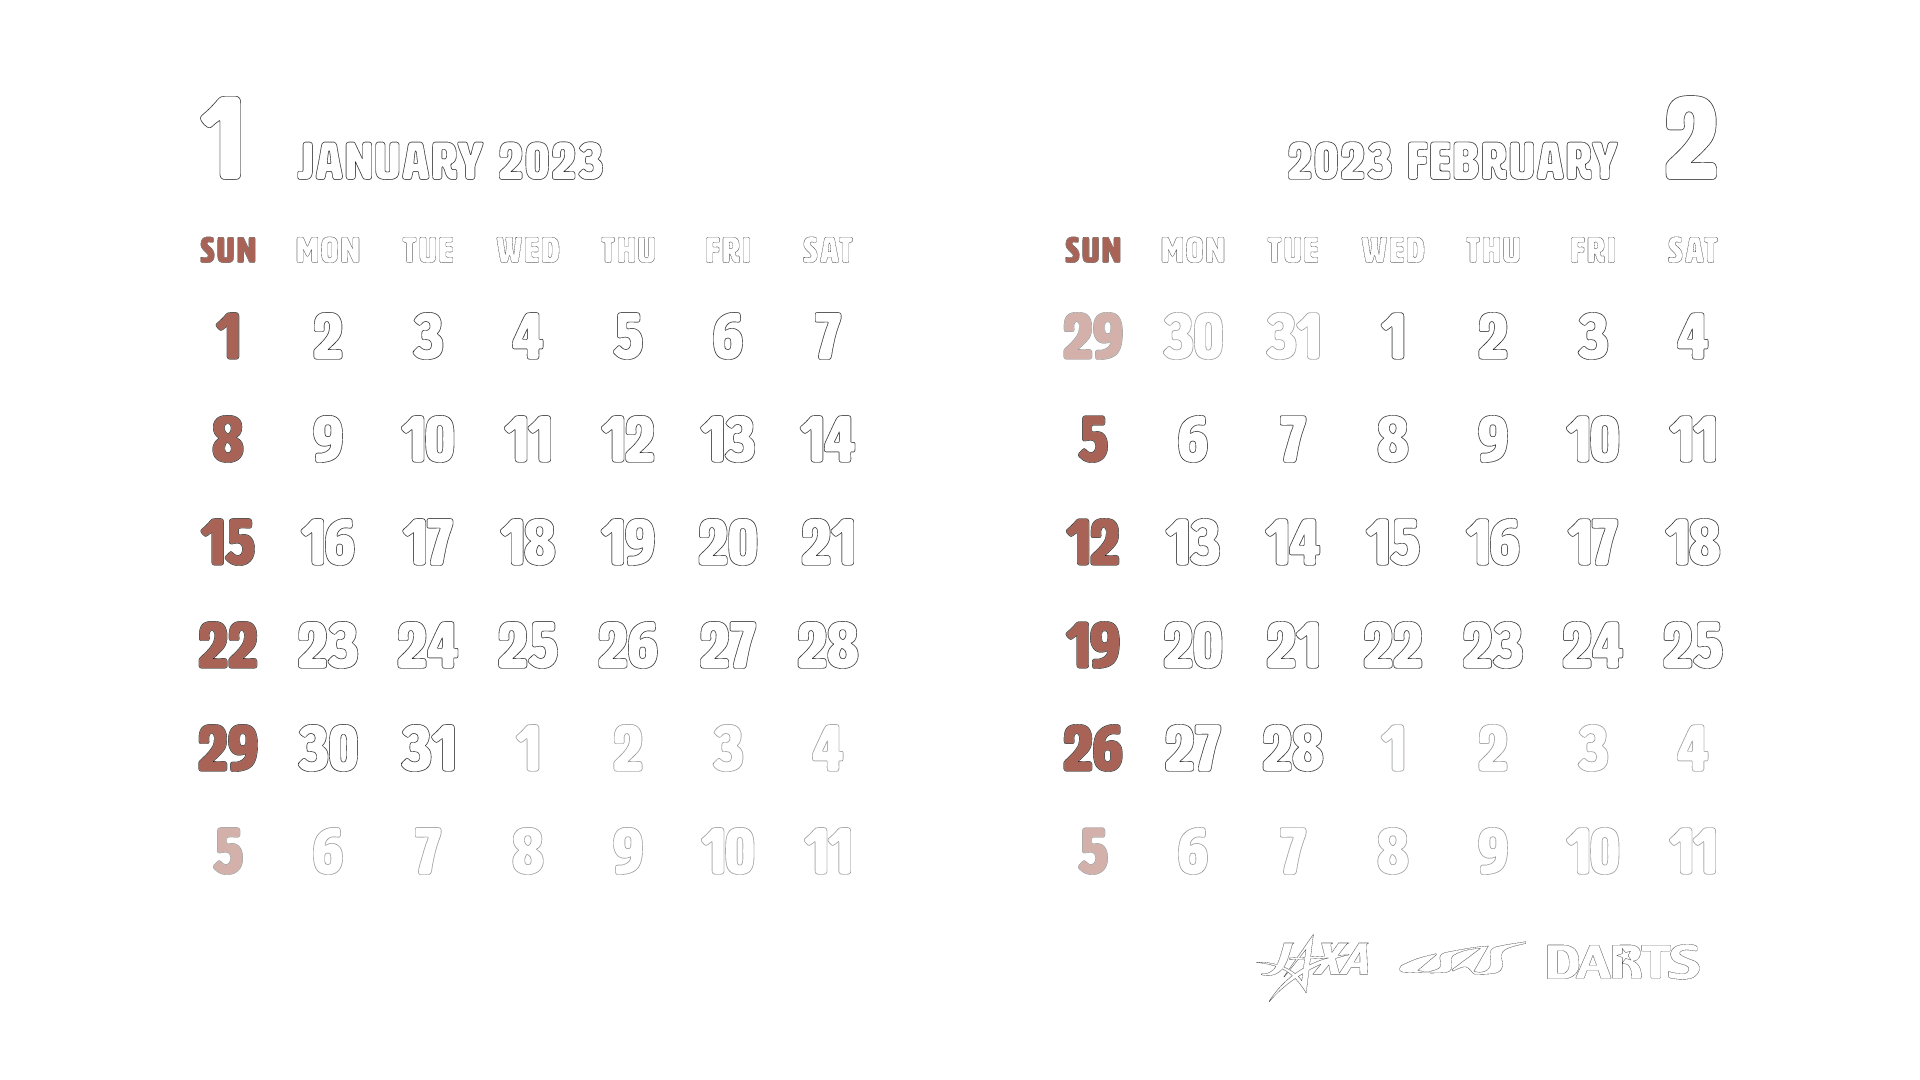 1 JANUARY 2023
SUN MON TUE WED THU FRI SAT
1 2 3 4 5 6 7
8 9 10 11 12 13 14
15 16 17 18 19 20 21
22 23 24 25 26 27 28
29 30 31 1 2 3 4
5 6 7 8 9 10 11
2023 FEBRUARY 2
SUN MON TUE WED THU FRI SAT
29 30 31 1 2 3 4
5 6 7 8 9 10 11
12 13 14 15 16 17 18
19 20 21 22 23 24 25
26 27 28 1 2 3 4
5 6 7 8 9 10 11
JAXA ISAS DARTS